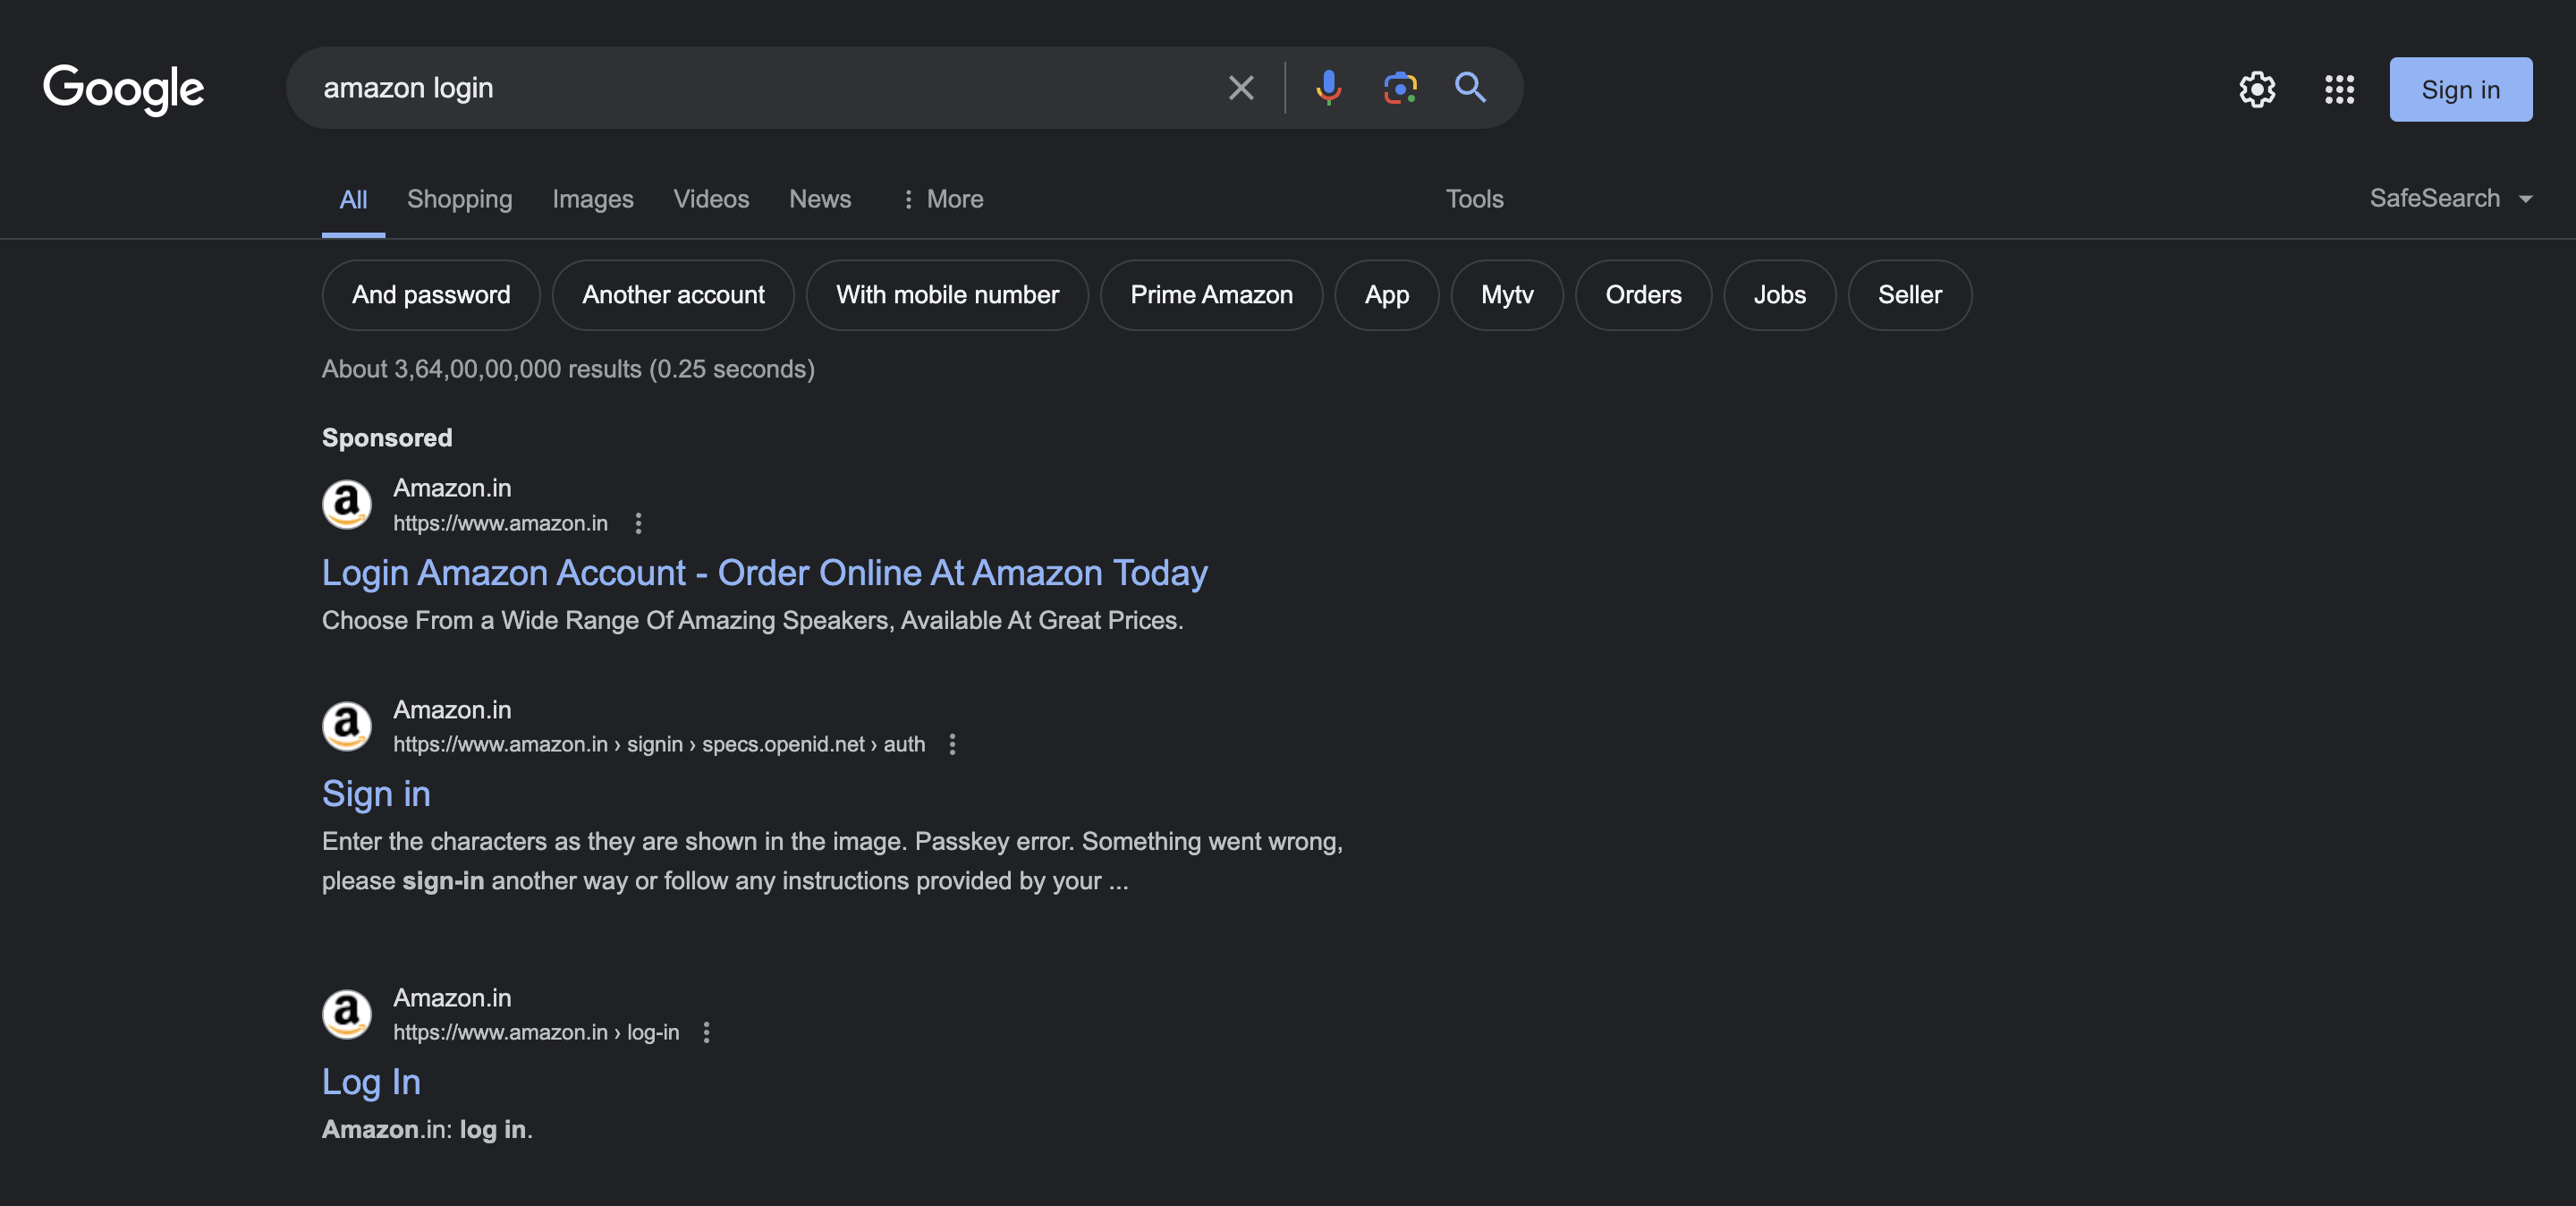 Google
amazon login
Sign in
All Shopping Images Videos News More Tools SafeSearch
And password Another account With mobile number Prime Amazon App Mytv Orders Jobs Seller
About 3,64,00,00,000 results (0.25 seconds)
Sponsored
Amazon.in
https://www.amazon.in
Login Amazon Account - Order Online At Amazon Today
Choose From a Wide Range Of Amazing Speakers, Available At Great Prices.
Amazon.in
https://www.amazon.in › signin › specs.openid.net › auth
Sign in
Enter the characters as they are shown in the image. Passkey error. Something went wrong,
please sign-in another way or follow any instructions provided by your ...
Amazon.in
https://www.amazon.in › log-in
Log In
Amazon.in: log in.